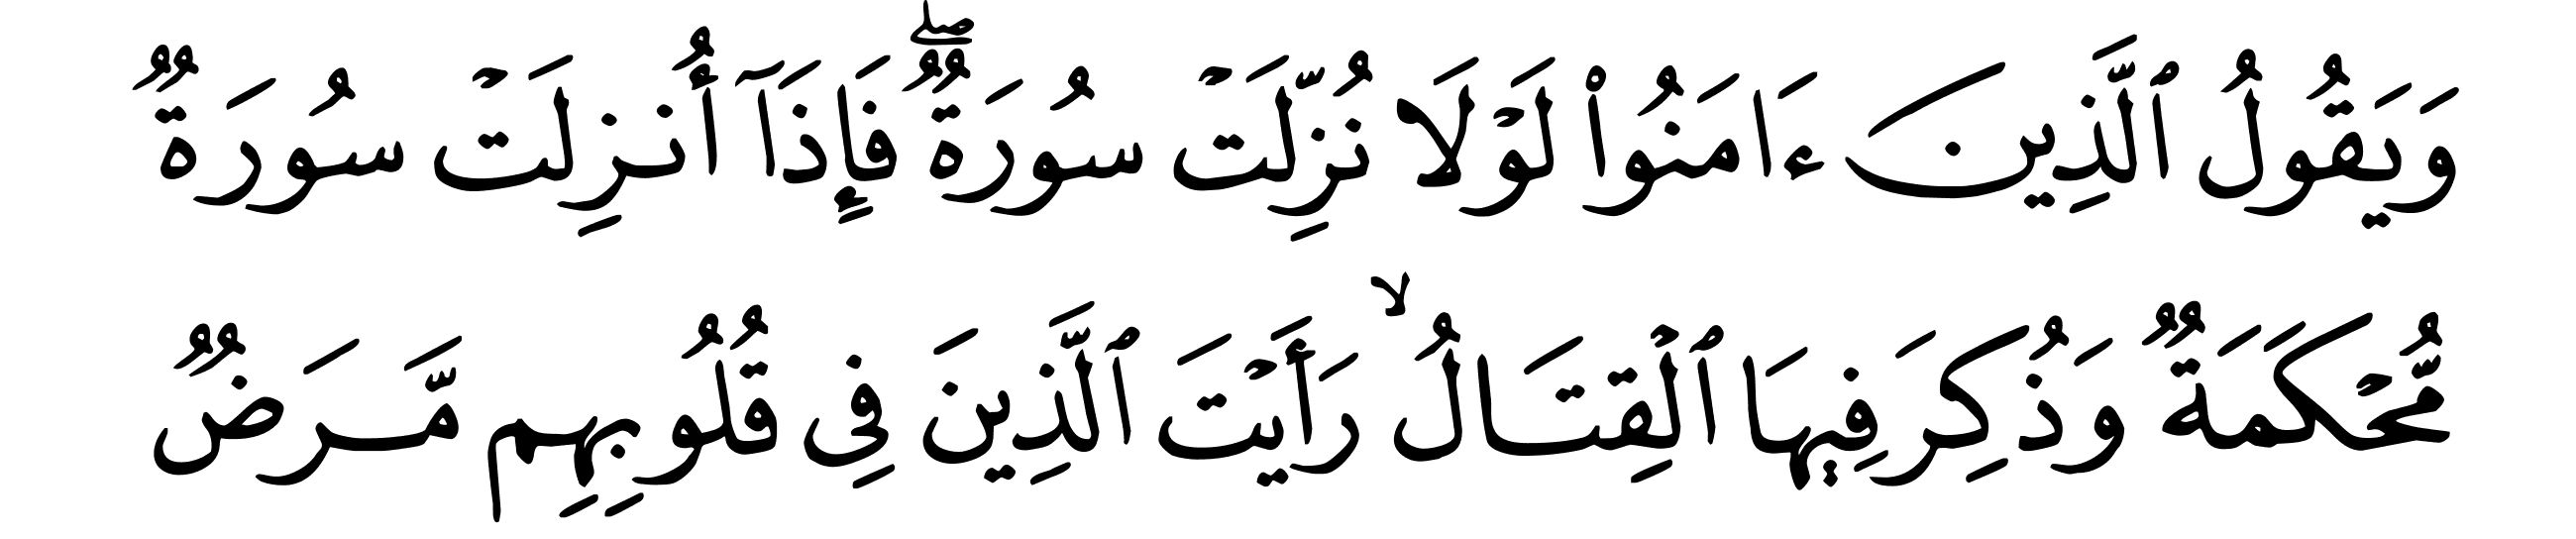 وَيَقُولُ ٱلَّذِينَ ءَامَنُوا۟ لَوْلَا نُزِّلَتْ سُورَةٌۖ فَإِذَآ أُنزِلَتْ سُورَةٌ
مُّحْكَمَةٌ وَذُكِرَ فِيهَا ٱلْقِتَالُۙ رَأَيْتَ ٱلَّذِينَ فِى قُلُوبِهِم مَّرَضٌ